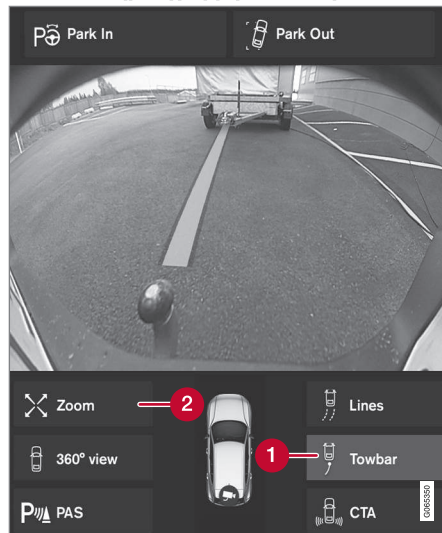 Park In
Park Out
Zoom
2
Lines
360° view
1
Towbar
PAS
CTA
G065350